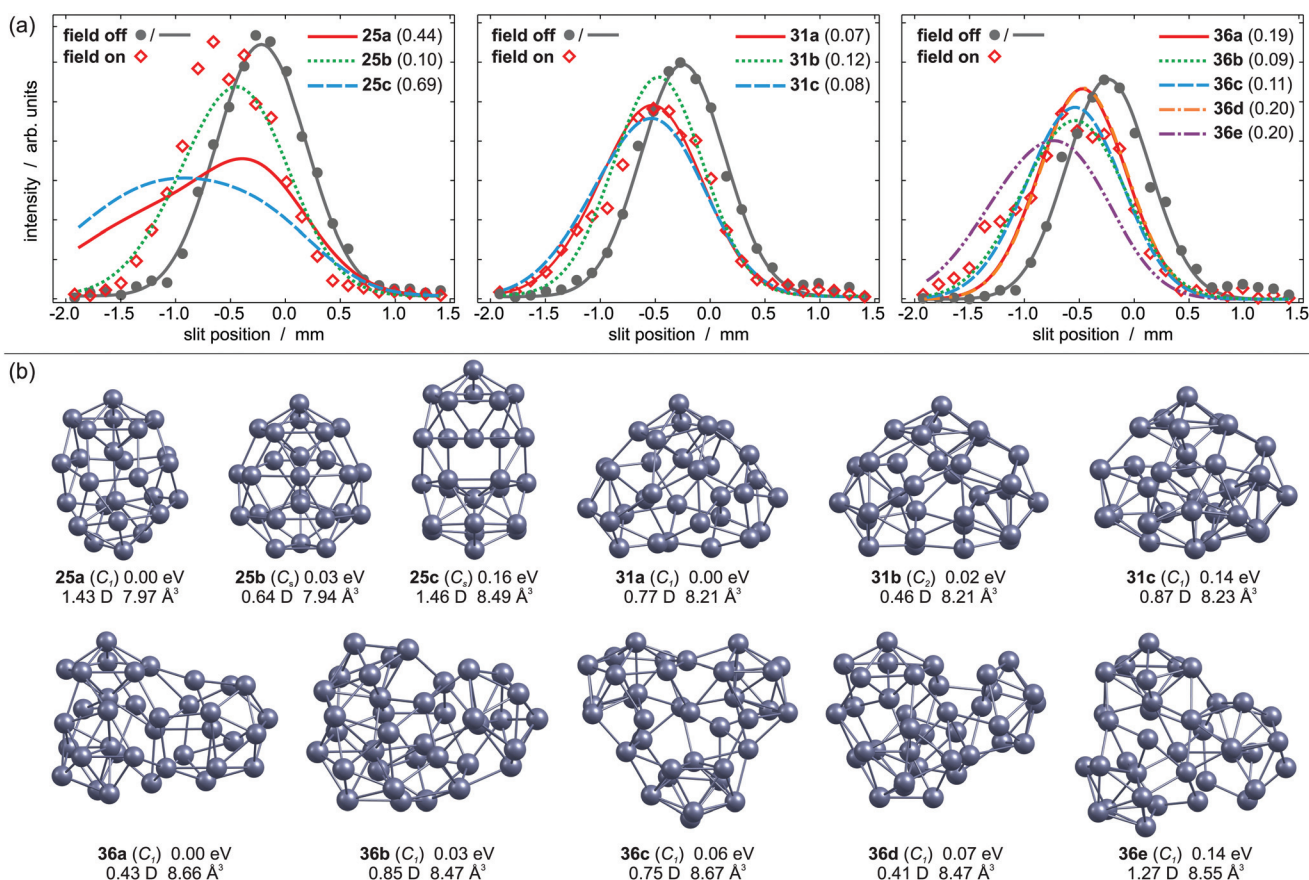 (a)
intensity / arb. units
field off ● / —
field on ◇
25a (0.44)
25b (0.10)
25c (0.69)
-2.0 -1.5 -1.0 -0.5 0.0 0.5 1.0 1.5
slit position / mm
field off ● / —
field on ◇
31a (0.07)
31b (0.12)
31c (0.08)
-2.0 -1.5 -1.0 -0.5 0.0 0.5 1.0 1.5
slit position / mm
field off ● / —
field on ◇
36a (0.19)
36b (0.09)
36c (0.11)
36d (0.20)
36e (0.20)
-2.0 -1.5 -1.0 -0.5 0.0 0.5 1.0 1.5
slit position / mm
(b)
25a (C₁) 0.00 eV
1.43 D 7.97 Å³
25b (Cₛ) 0.03 eV
0.64 D 7.94 Å³
25c (Cₛ) 0.16 eV
1.46 D 8.49 Å³
31a (C₁) 0.00 eV
0.77 D 8.21 Å³
31b (C₂) 0.02 eV
0.46 D 8.21 Å³
31c (C₁) 0.14 eV
0.87 D 8.23 Å³
36a (C₁) 0.00 eV
0.43 D 8.66 Å³
36b (C₁) 0.03 eV
0.85 D 8.47 Å³
36c (C₁) 0.06 eV
0.75 D 8.67 Å³
36d (C₁) 0.07 eV
0.41 D 8.47 Å³
36e (C₁) 0.14 eV
1.27 D 8.55 Å³